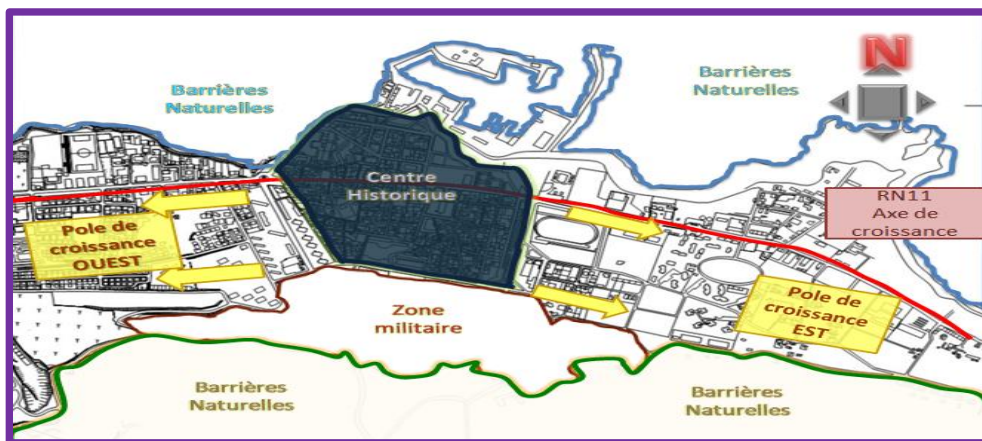 N
Barrières
Naturelles
Barrières
Naturelles
Centre
Historique
RN11
Axe de
croissance
Pole de
croissance
OUEST
Zone
militaire
Pole de
croissance
EST
Barrières
Naturelles
Barrières
Naturelles